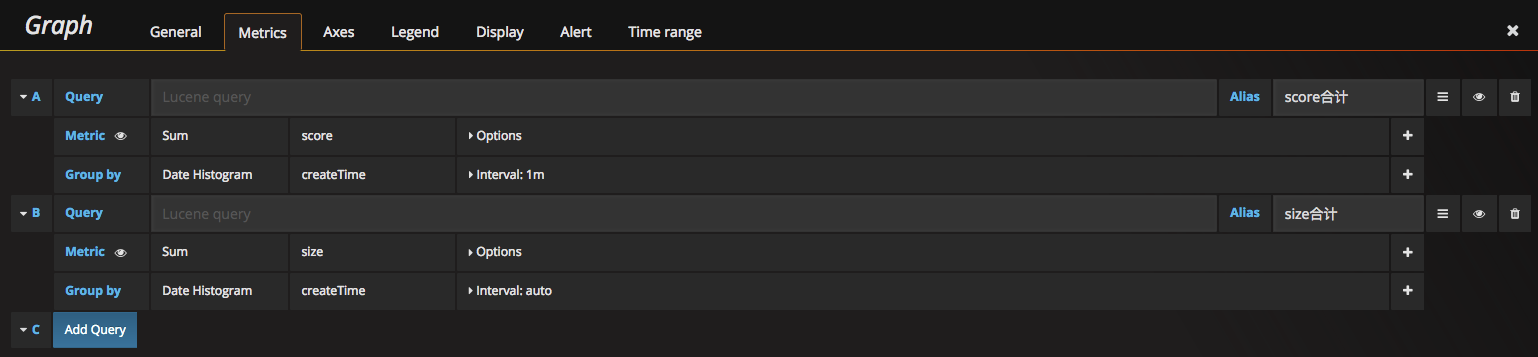 Graph General Metrics Axes Legend Display Alert Time range
A Query Lucene query Alias score合计
Metric Sum score Options
Group by Date Histogram createTime Interval: 1m
B Query Lucene query Alias size合计
Metric Sum size Options
Group by Date Histogram createTime Interval: auto
C Add Query